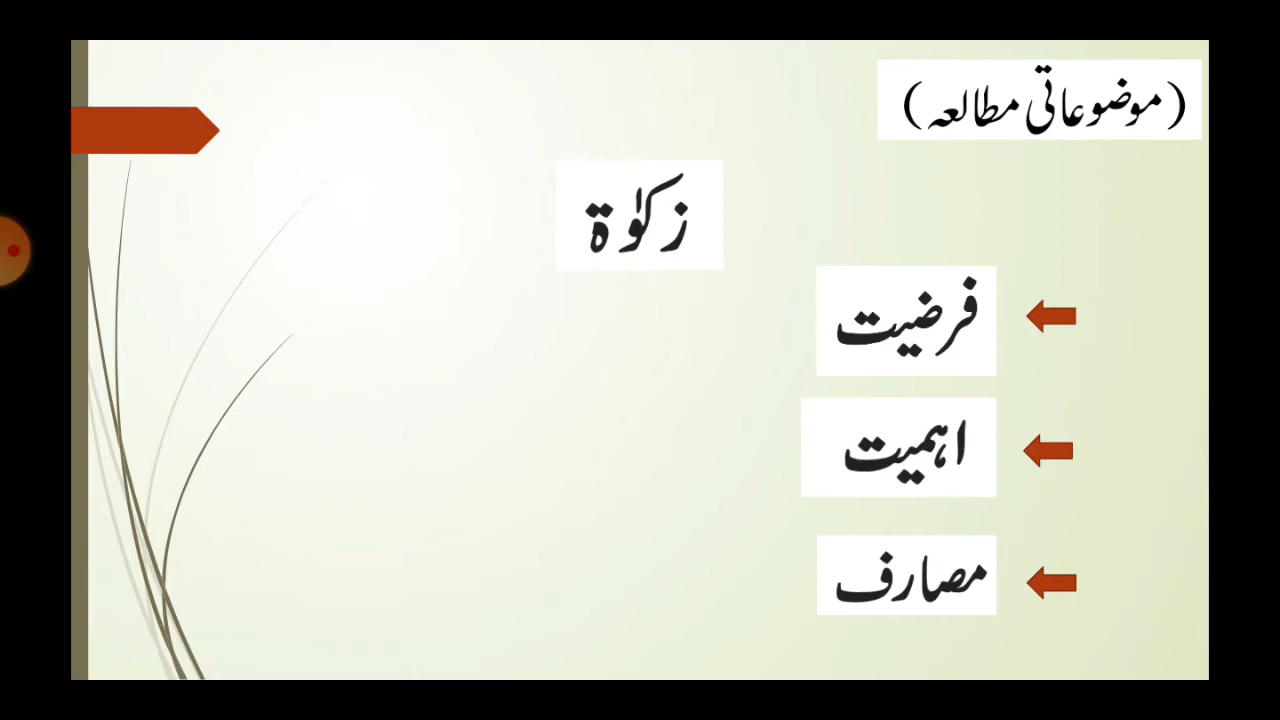 (موضوعاتی مطالعہ)
زکوٰۃ
فرضیت
اہمیت
مصارف